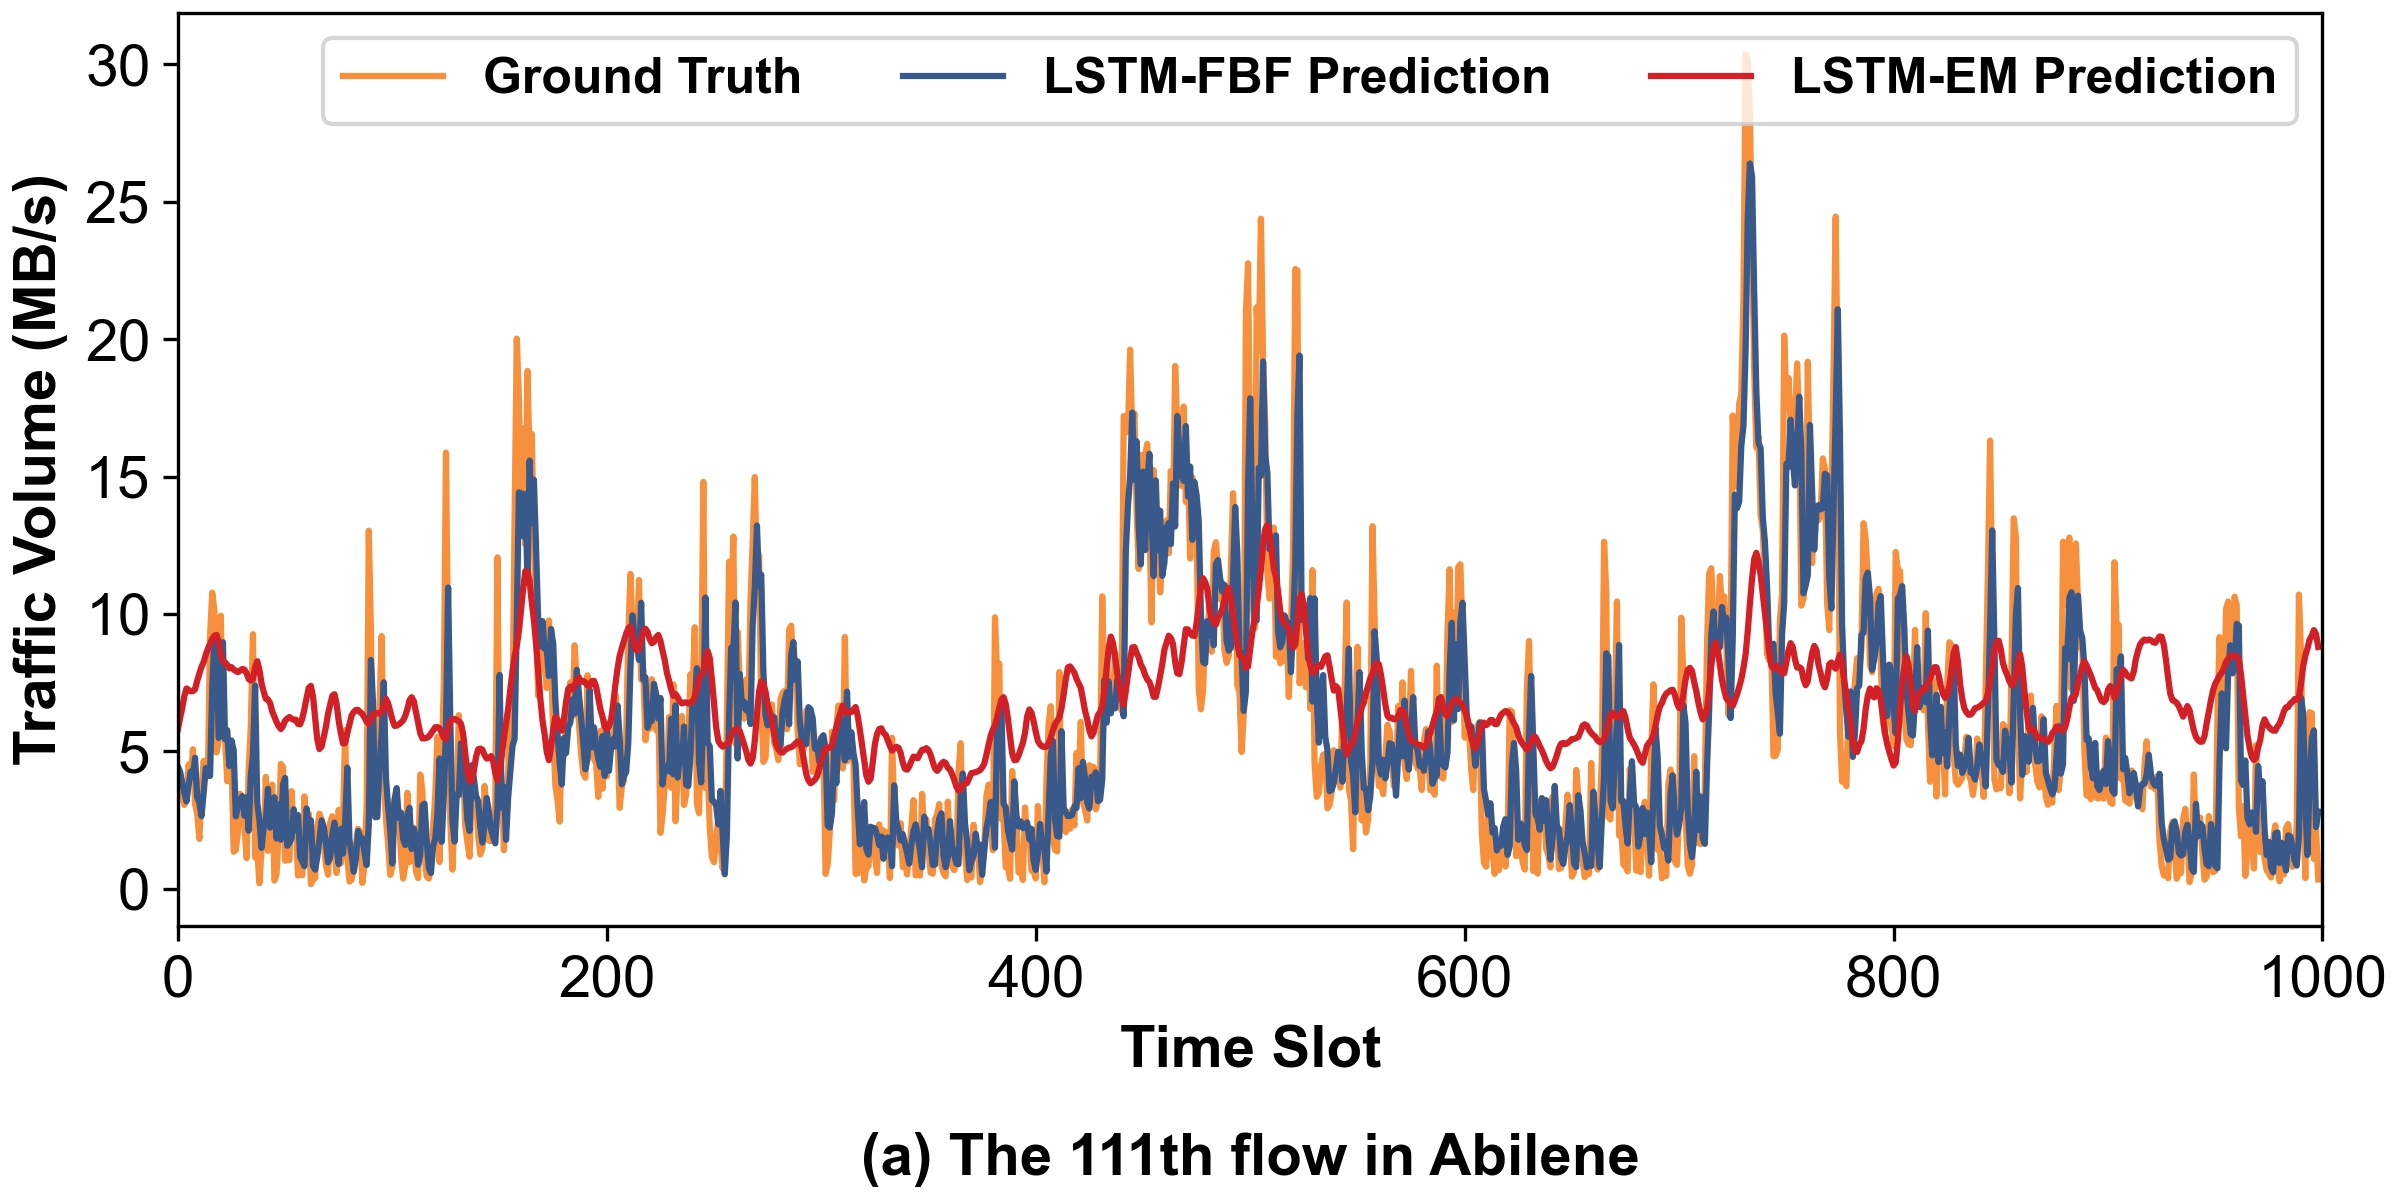 Ground Truth LSTM-FBF Prediction LSTM-EM Prediction
Traffic Volume (MB/s)
30
25
20
15
10
5
0
0 200 400 600 800 1000
Time Slot
(a) The 111th flow in Abilene